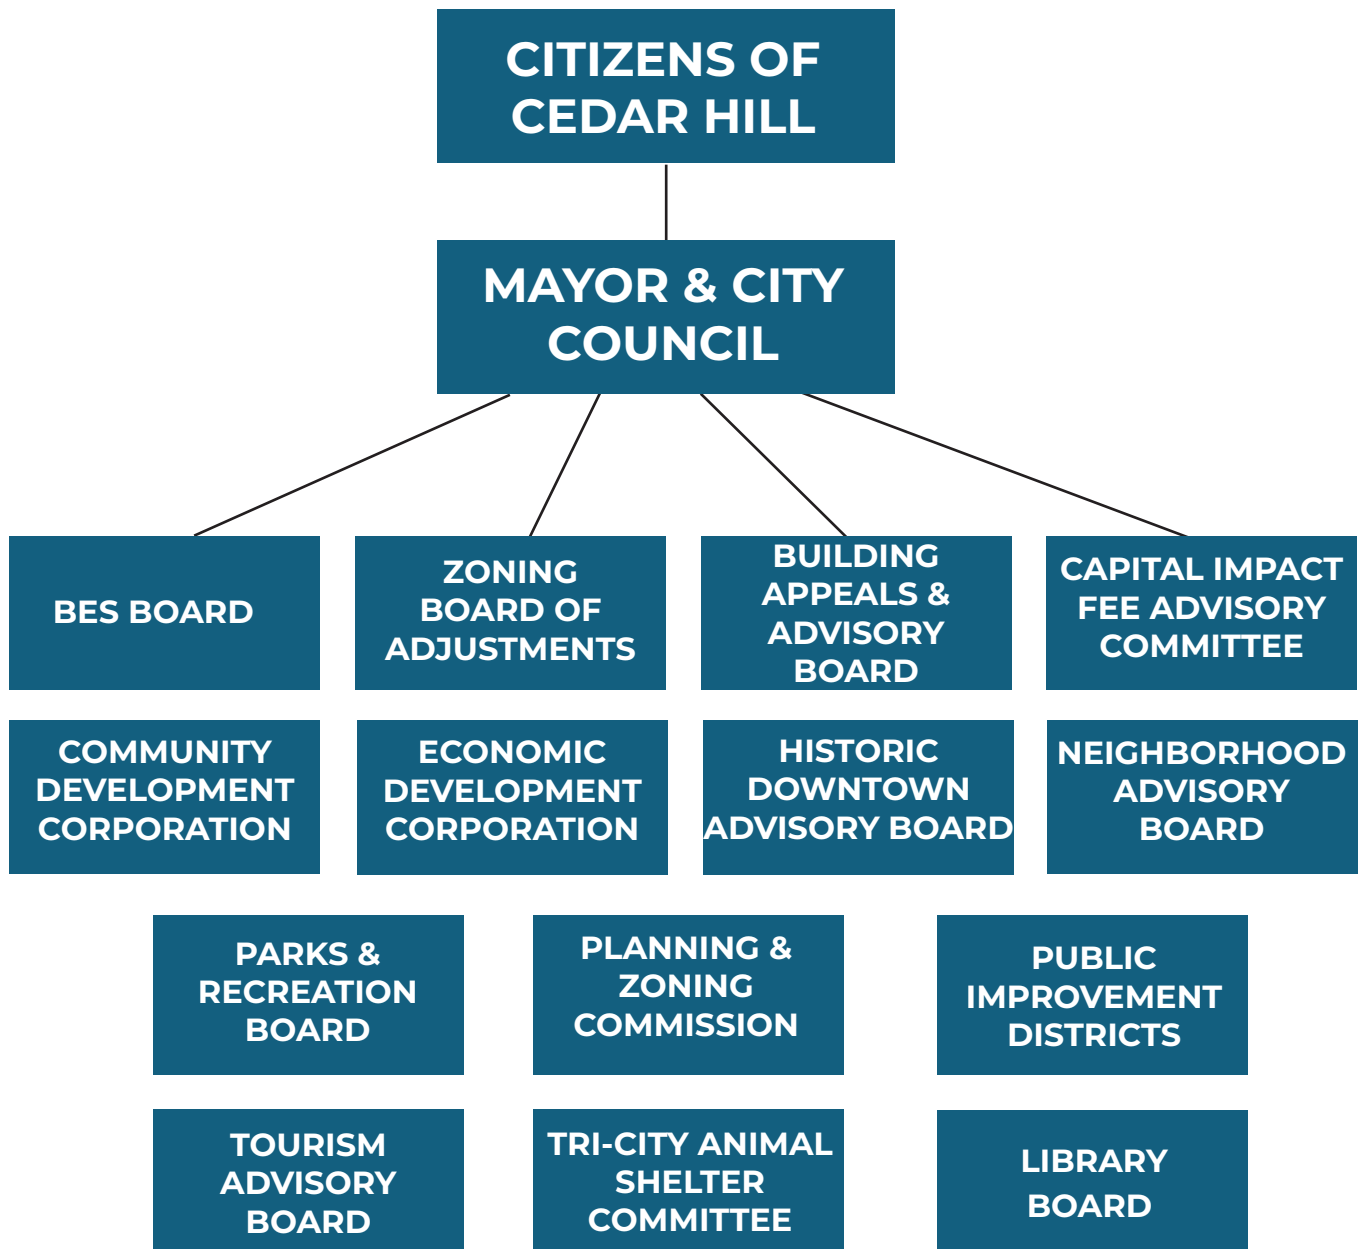 CITIZENS OF
CEDAR HILL
MAYOR & CITY
COUNCIL
BES BOARD
ZONING
BOARD OF
ADJUSTMENTS
BUILDING
APPEALS &
ADVISORY
BOARD
CAPITAL IMPACT
FEE ADVISORY
COMMITTEE
COMMUNITY
DEVELOPMENT
CORPORATION
ECONOMIC
DEVELOPMENT
CORPORATION
HISTORIC
DOWNTOWN
ADVISORY BOARD
NEIGHBORHOOD
ADVISORY
BOARD
PARKS &
RECREATION
BOARD
PLANNING &
ZONING
COMMISSION
PUBLIC
IMPROVEMENT
DISTRICTS
TOURISM
ADVISORY
BOARD
TRI-CITY ANIMAL
SHELTER
COMMITTEE
LIBRARY
BOARD